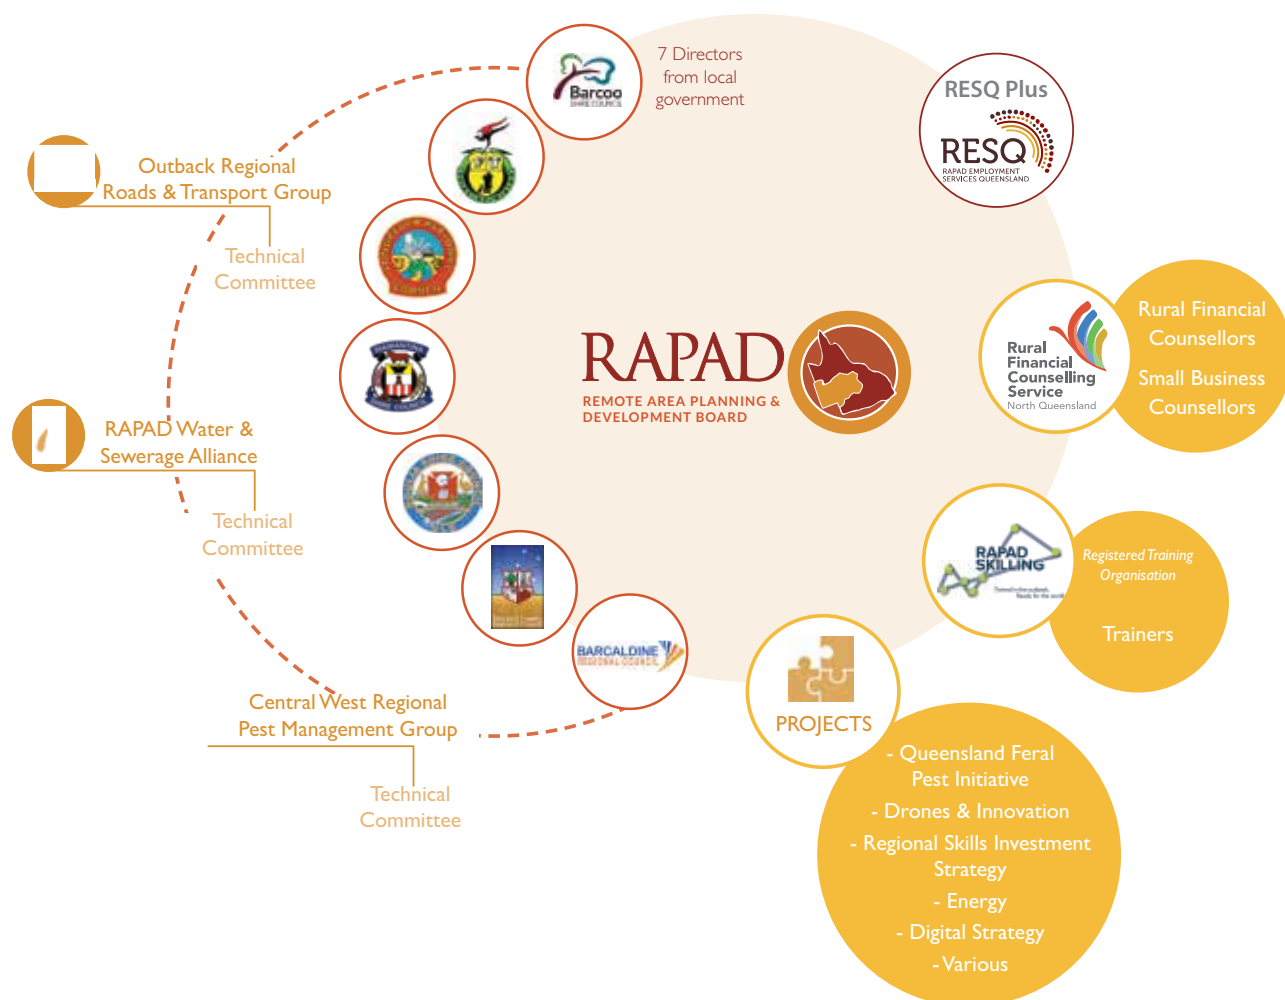 7 Directors
from local
government
Barcoo
SHIRE COUNCIL
RESQ Plus
RESQ
RAPAD EMPLOYMENT
SERVICES QUEENSLAND
Outback Regional
Roads & Transport Group
Technical
Committee
RAPAD
REMOTE AREA PLANNING &
DEVELOPMENT BOARD
Rural
Financial
Counselling
Service
North Queensland
Rural Financial
Counsellors
Small Business
Counsellors
RAPAD Water &
Sewerage Alliance
Technical
Committee
RAPAD
SKILLING
Registered Training
Organisation
Trainers
BARCALDINE
REGIONAL COUNCIL
PROJECTS
Central West Regional
Pest Management Group
Technical
Committee
- Queensland Feral
Pest Initiative
- Drones & Innovation
- Regional Skills Investment
Strategy
- Energy
- Digital Strategy
- Various